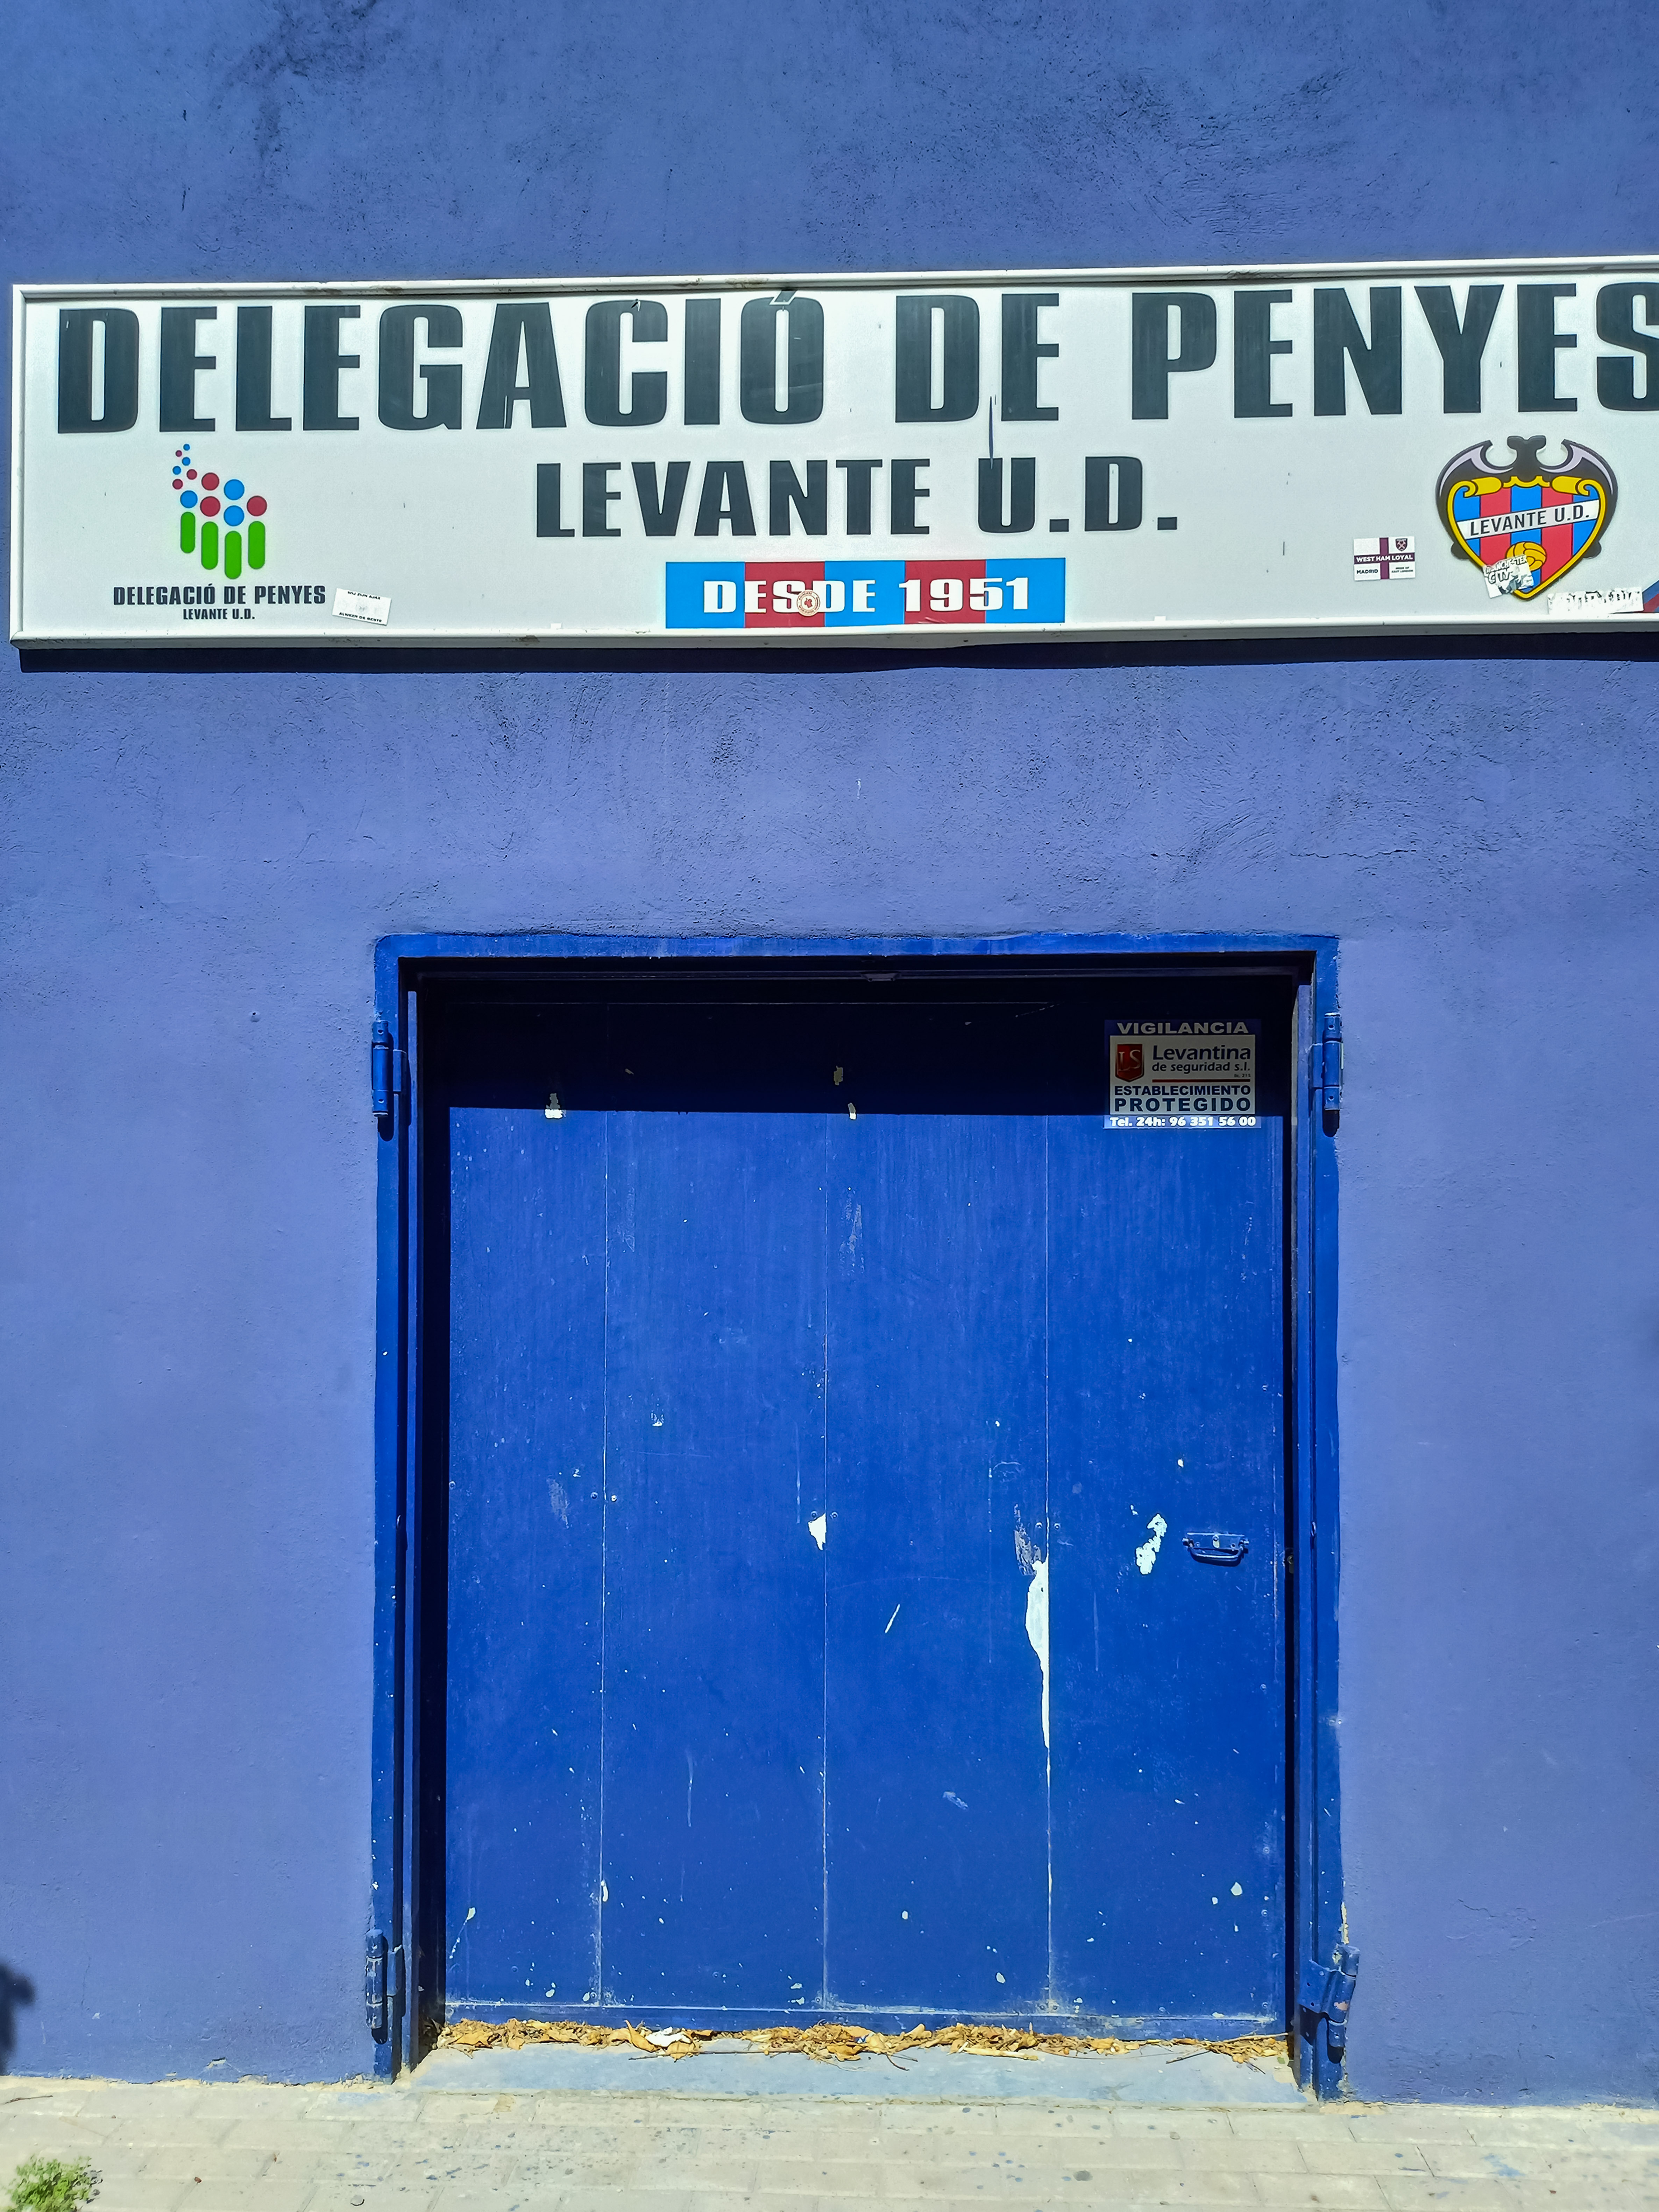 DELEGACIÓ DE PENYES
LEVANTE U.D.
DESDE 1951
DELEGACIÓ DE PENYES
LEVANTE U.D.
WEST HAM LOYAL
MADRID
LEVANTE U.D.
VIGILANCIA
LS Levantina
de seguridad s.l.
ESTABLECIMIENTO
PROTEGIDO
Tel. 24h: 96 351 56 00